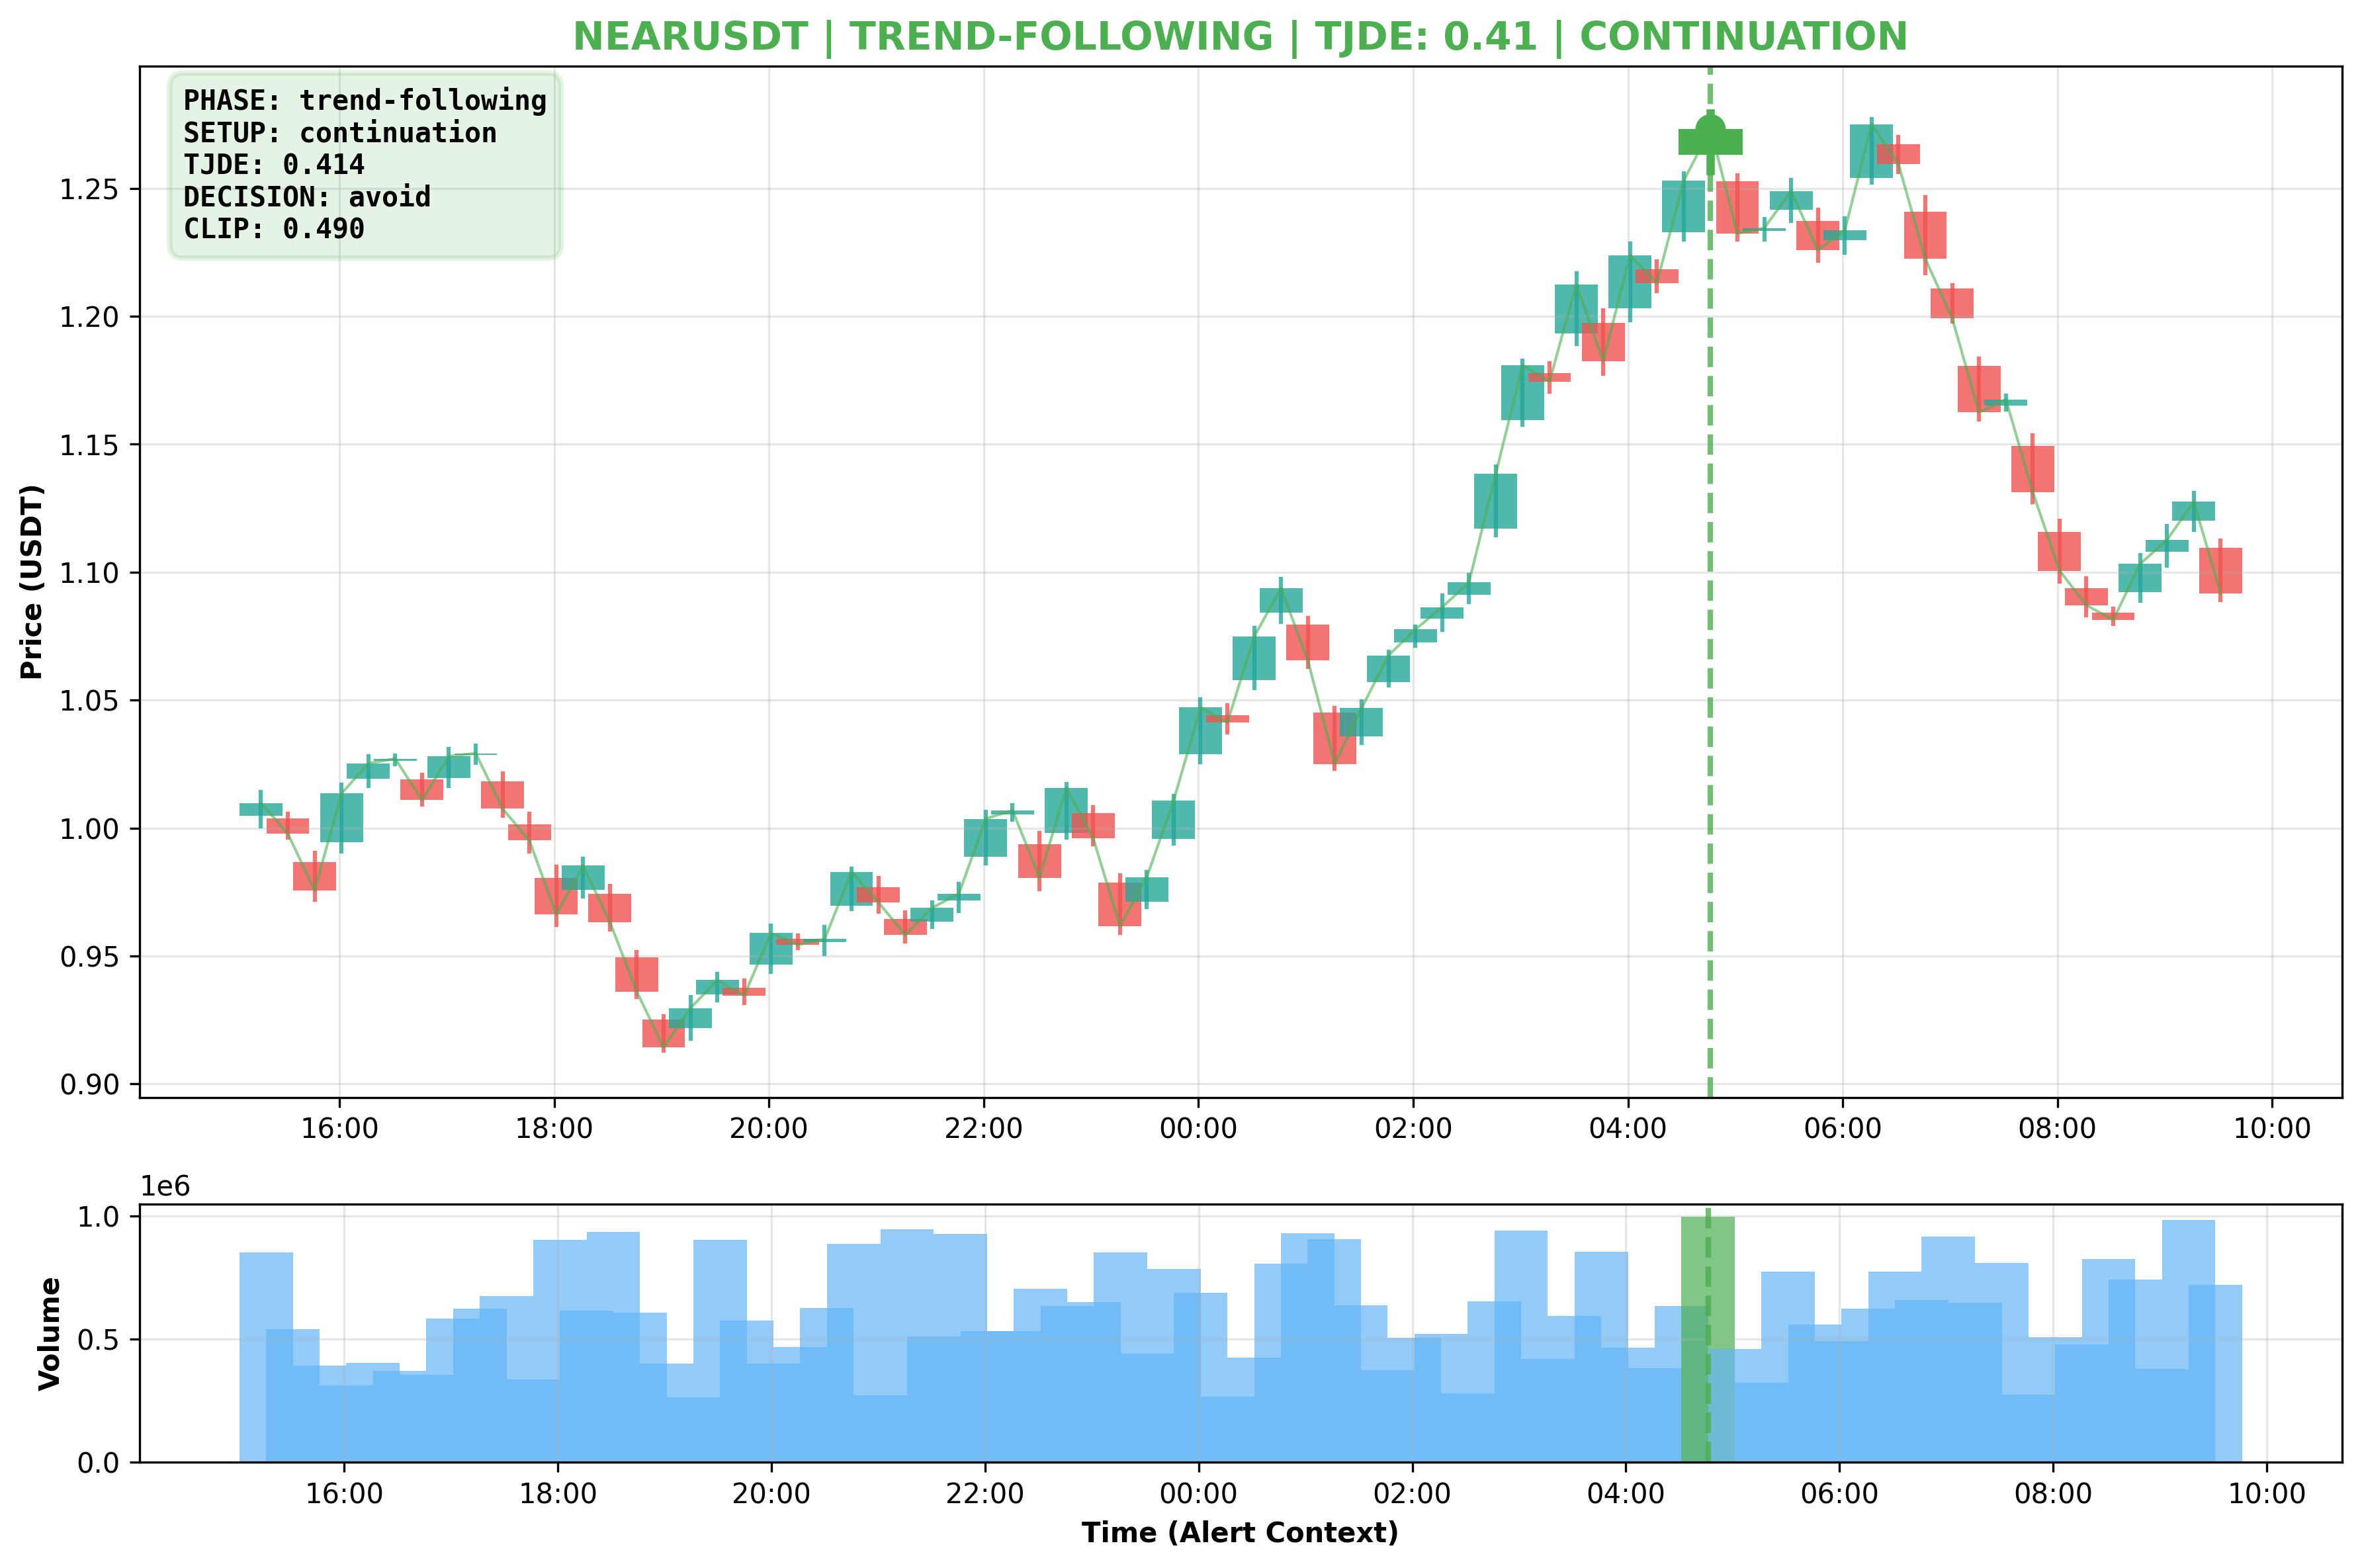 NEARUSDT | TREND-FOLLOWING | TJDE: 0.41 | CONTINUATION
PHASE: trend-following
SETUP: continuation
TJDE: 0.414
DECISION: avoid
CLIP: 0.490
Price (USDT)
1.25
1.20
1.15
1.10
1.05
1.00
0.95
0.90
16:00 18:00 20:00 22:00 00:00 02:00 04:00 06:00 08:00 10:00
1e6
Volume
1.0
0.5
0.0
16:00 18:00 20:00 22:00 00:00 02:00 04:00 06:00 08:00 10:00
Time (Alert Context)